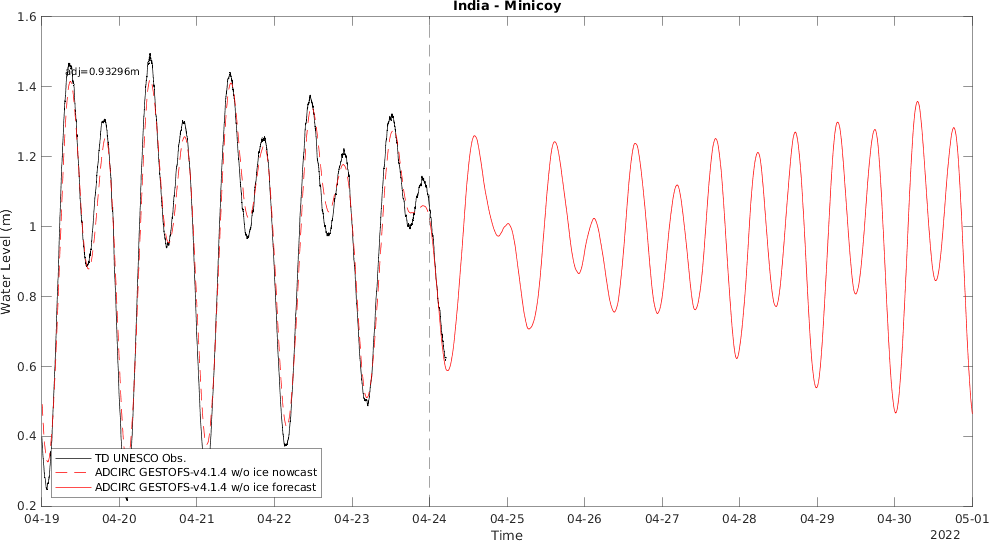 India - Minicoy
1.6
1.4
1.2
1
0.8
0.6
0.4
0.2
Water Level (m)
adj=0.93296m
TD UNESCO Obs.
ADCIRC GESTOFS-v4.1.4 w/o ice nowcast
ADCIRC GESTOFS-v4.1.4 w/o ice forecast
04-19 04-20 04-21 04-22 04-23 04-24 04-25 04-26 04-27 04-28 04-29 04-30 05-01
Time
2022